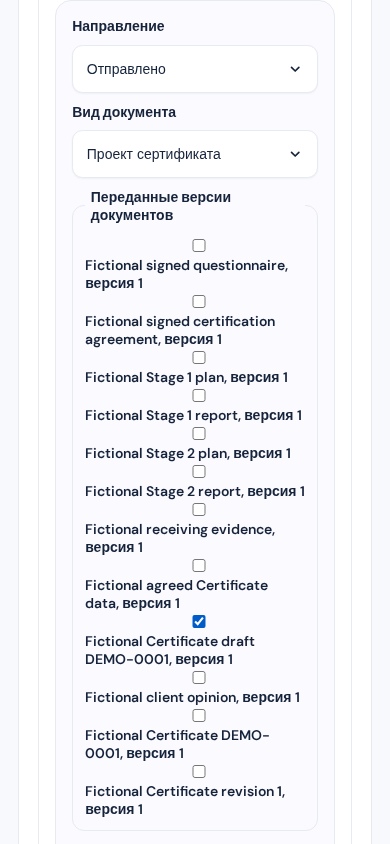 Направление
Отправлено
Вид документа
Проект сертификата
Переданные версии
документов
Fictional signed questionnaire,
версия 1
Fictional signed certification
agreement, версия 1
Fictional Stage 1 plan, версия 1
Fictional Stage 1 report, версия 1
Fictional Stage 2 plan, версия 1
Fictional Stage 2 report, версия 1
Fictional receiving evidence,
версия 1
Fictional agreed Certificate
data, версия 1
Fictional Certificate draft
DEMO-0001, версия 1
Fictional client opinion, версия 1
Fictional Certificate DEMO-
0001, версия 1
Fictional Certificate revision 1,
версия 1